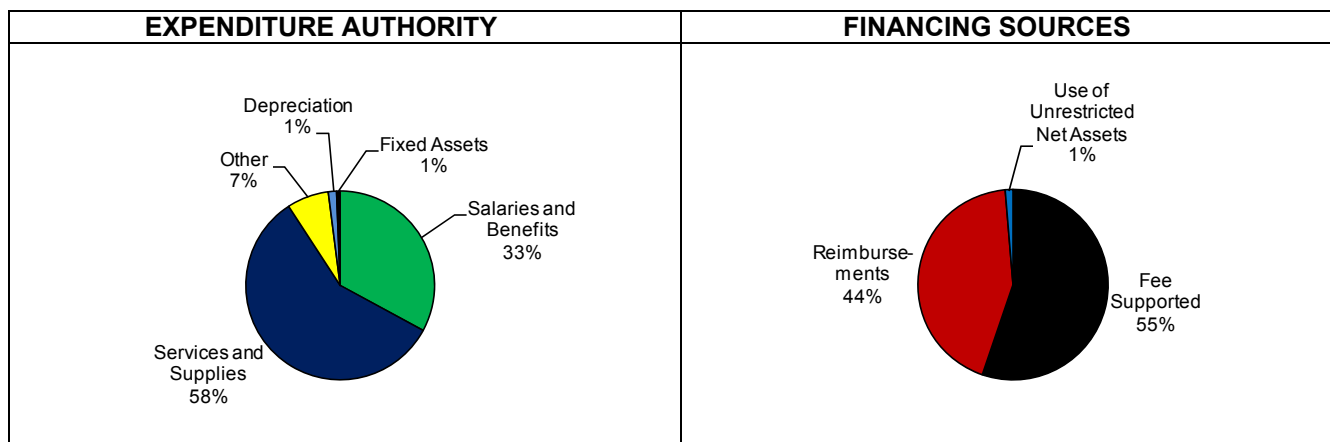 EXPENDITURE AUTHORITY
Depreciation
1%
Fixed Assets
1%
Other
7%
Salaries and
Benefits
33%
Services and
Supplies
58%
FINANCING SOURCES
Use of
Unrestricted
Net Assets
1%
Reimburse-
ments
44%
Fee
Supported
55%